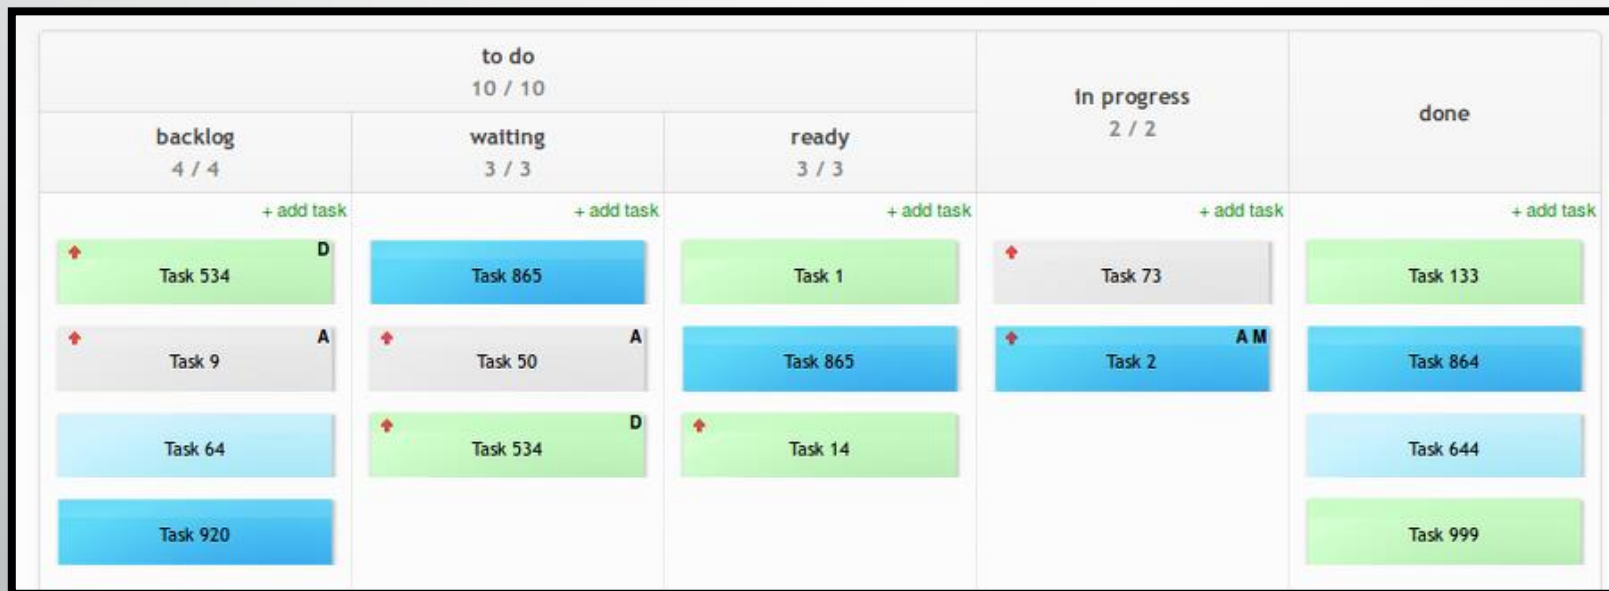 to do
10 / 10
in progress
2 / 2
done
backlog
4 / 4
waiting
3 / 3
ready
3 / 3
+ add task
+ add task
+ add task
+ add task
+ add task
D
Task 534
Task 865
Task 1
Task 73
Task 133
A
Task 9
A
Task 50
Task 865
A M
Task 2
Task 864
Task 64
D
Task 534
Task 14
Task 644
Task 920
Task 999